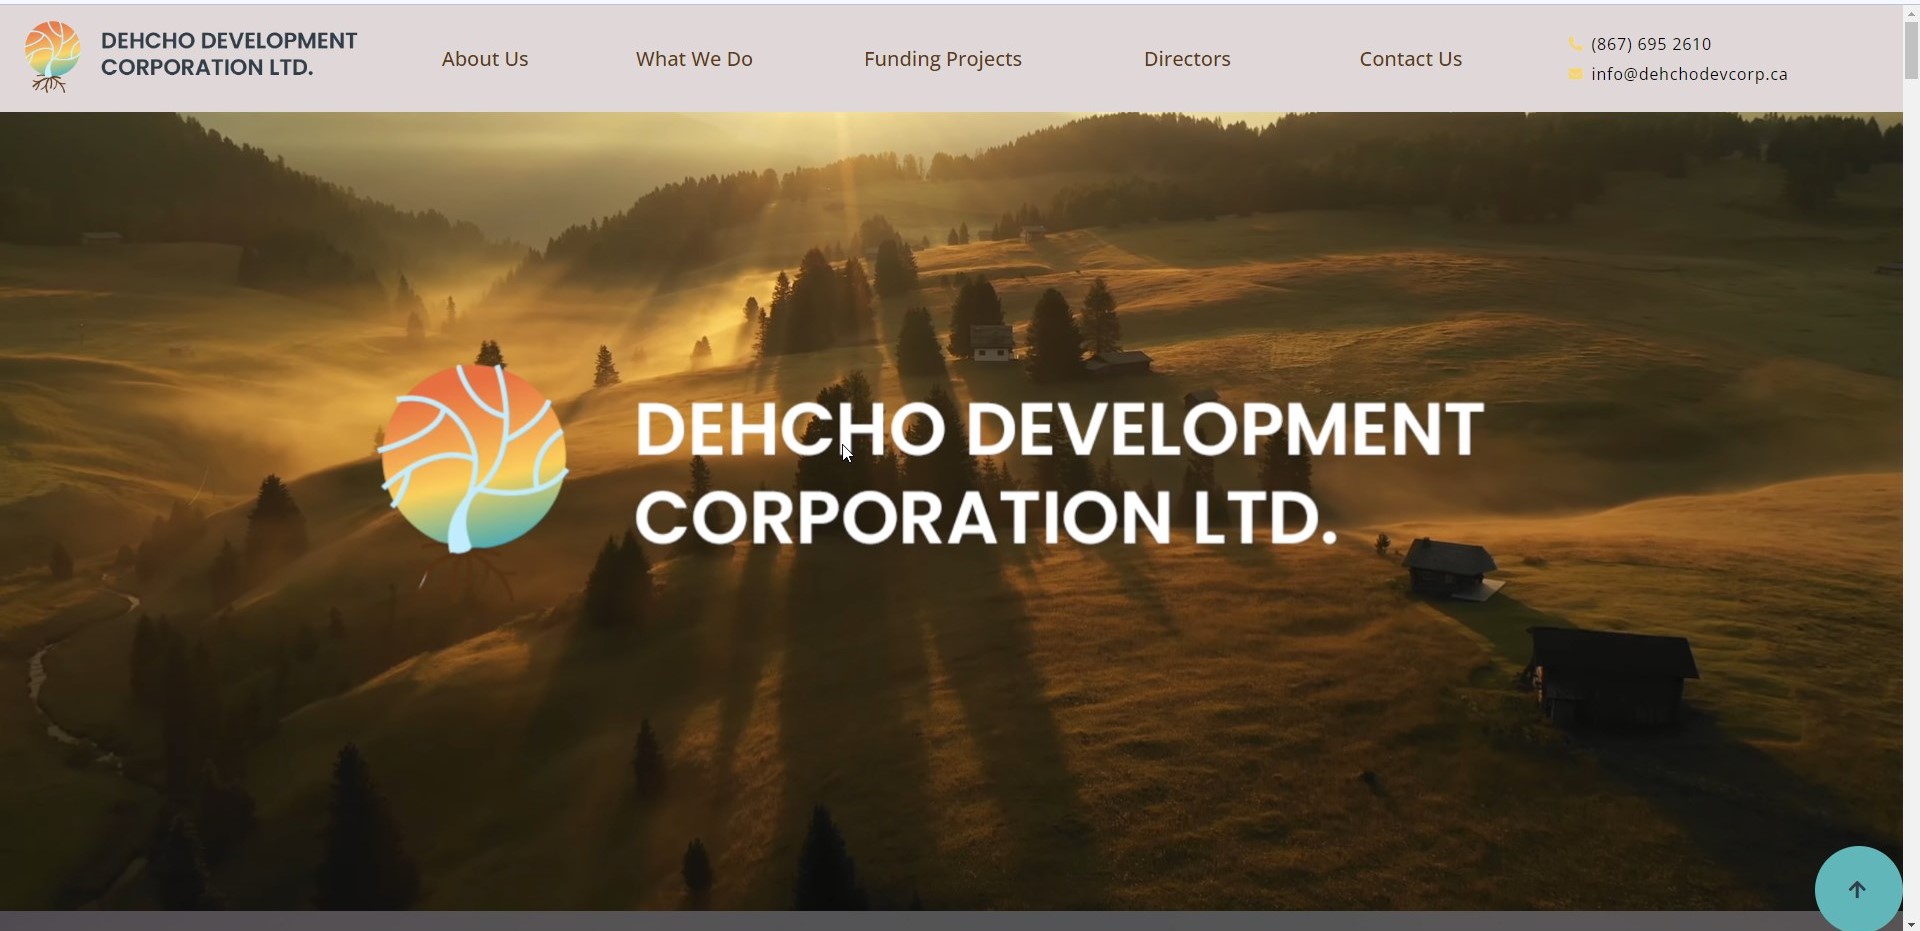 DEHCHO DEVELOPMENT
CORPORATION LTD.
About Us
What We Do
Funding Projects
Directors
Contact Us
(867) 695 2610
info@dehchodevcorp.ca
DEHCHO DEVELOPMENT
CORPORATION LTD.